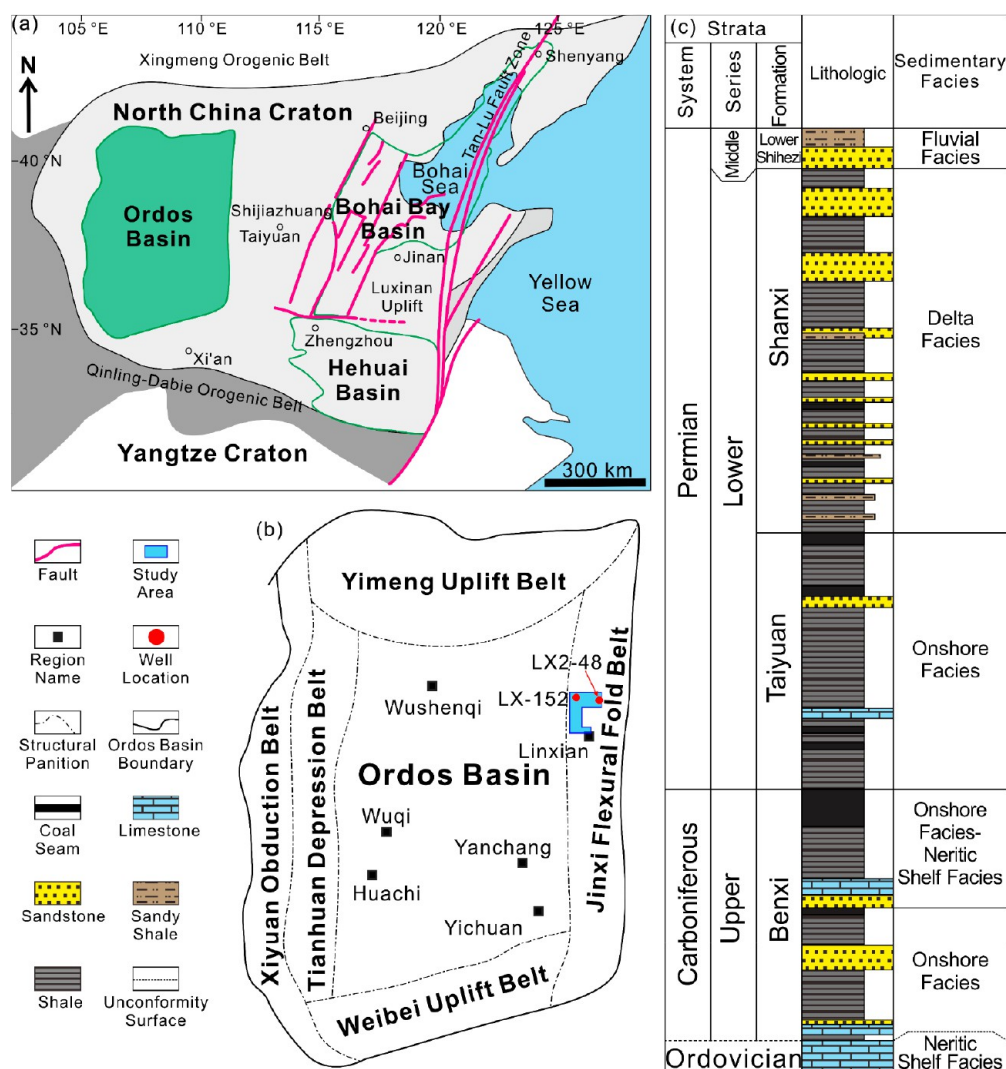 (a)
105 °E
110 °E
115 °E
120 °E
125 °E
N
40 °N
35 °N
Xingmeng Orogenic Belt
Shenyang
North China Craton
Tan-Lu Fault Zone
Beijing
Bohai
Sea
Ordos
Basin
Shijiazhuang
Taiyuan
Bohai Bay
Basin
Jinan
Luxinan
Uplift
Yellow
Sea
Zhengzhou
Xi'an
Hehuai
Basin
Qinling-Dabie Orogenic Belt
Yangtze Craton
300 km
Fault
Study
Area
Region
Name
Well
Location
Structural
Panition
Ordos Basin
Boundary
Coal
Seam
Limestone
Sandstone
Sandy
Shale
Shale
Unconformity
Surface
(b)
Yimeng Uplift Belt
LX2-48
LX-152
Wushenqi
Linxian
Ordos Basin
Wuqi
Huachi
Yanchang
Yichuan
Xiyuan Obduction Belt
Tianhuan Depression Belt
Jinxi Flexural Fold Belt
Weibei Uplift Belt
(c)
Strata
System
Series
Formation
Lithologic
Sedimentary
Facies
Permian
Middle
Lower
Shihezi
Fluvial
Facies
Lower
Shanxi
Delta
Facies
Taiyuan
Onshore
Facies
Carboniferous
Upper
Benxi
Onshore
Facies-
Neritic
Shelf Facies
Onshore
Facies
Ordovician
Neritic
Shelf Facies